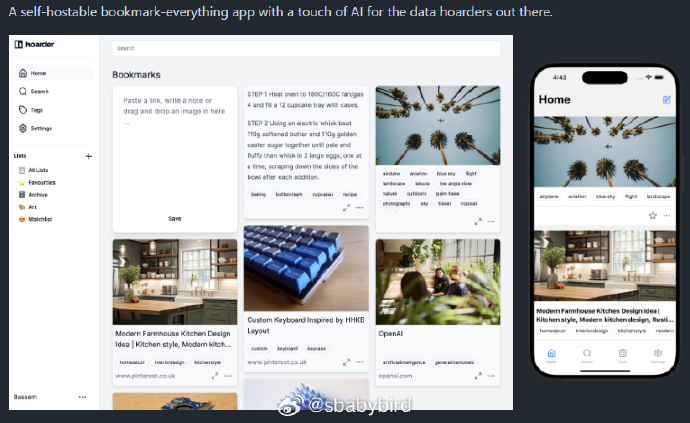 A self-hostable bookmark-everything app with a touch of AI for the data hoarders out there.
hoarder
Home
Search
Tags
Settings
Lists +
All Lists
Favourites
Archive
Art
Watchlist
Bassem
Search
Bookmarks
Paste a link, write a note or
drag and drop an image in here
...
Save
STEP 1 Heat oven to 180C/160C fan/gas
4 and fill a 12 cupcake tray with cases.
STEP 2 Using an electric whisk beat
110g softened butter and 110g golden
caster sugar together until pale and
fluffy then whisk in 2 large eggs, one at
a time, scraping down the sides of the
bowl after each addition.
baking buttercream cupcakes recipe
airplane aviation blue sky flight
landscape leisure low angle view
nature outdoors palm trees
photography sky travel tropical
Modern Farmhouse Kitchen Design
Idea | Kitchen style, Modern kitch...
homedecor interiordesign kitchenstyle
www.pinterest.co.uk
Custom Keyboard Inspired by HHKB
Layout
custom keyboard keycaps
www.pinterest.co.uk
OpenAI
artificialintelligence generativemodels
openai.com
4:43
Home
airplane aviation blue sky flight landscape
Modern Farmhouse Kitchen Design Idea |
Kitchen style, Modern kitchen design, Rusti...
homedecor interiordesign kitchenstyle modern
Home
Search
Lists
Settings
@sbabybird